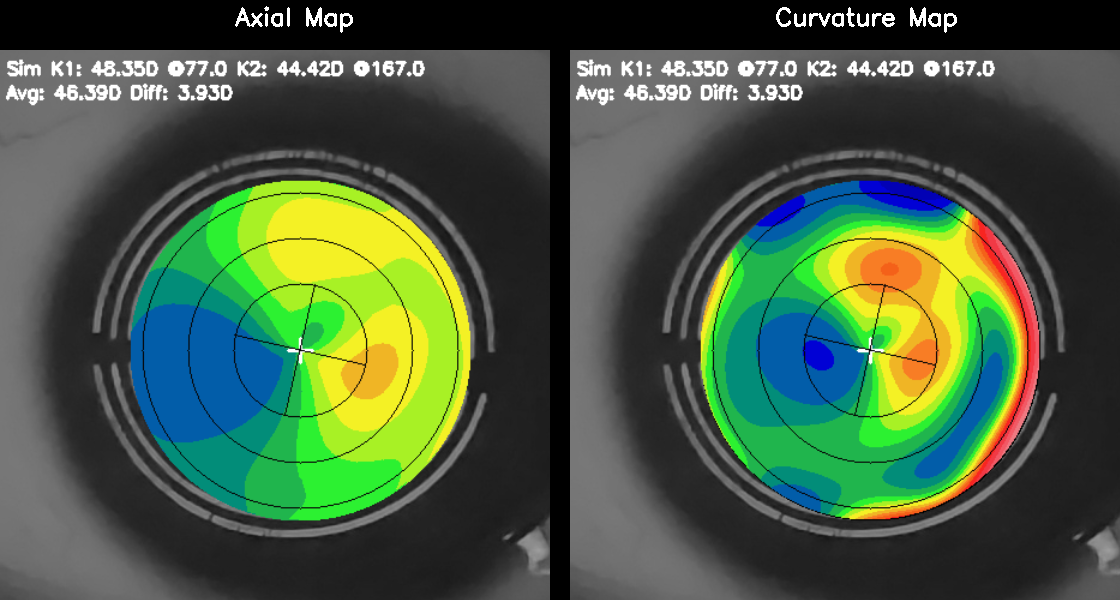 Axial Map
Curvature Map
Sim K1: 48.35D @77.0 K2: 44.42D @167.0
Avg: 46.39D Diff: 3.93D
Sim K1: 48.35D @77.0 K2: 44.42D @167.0
Avg: 46.39D Diff: 3.93D